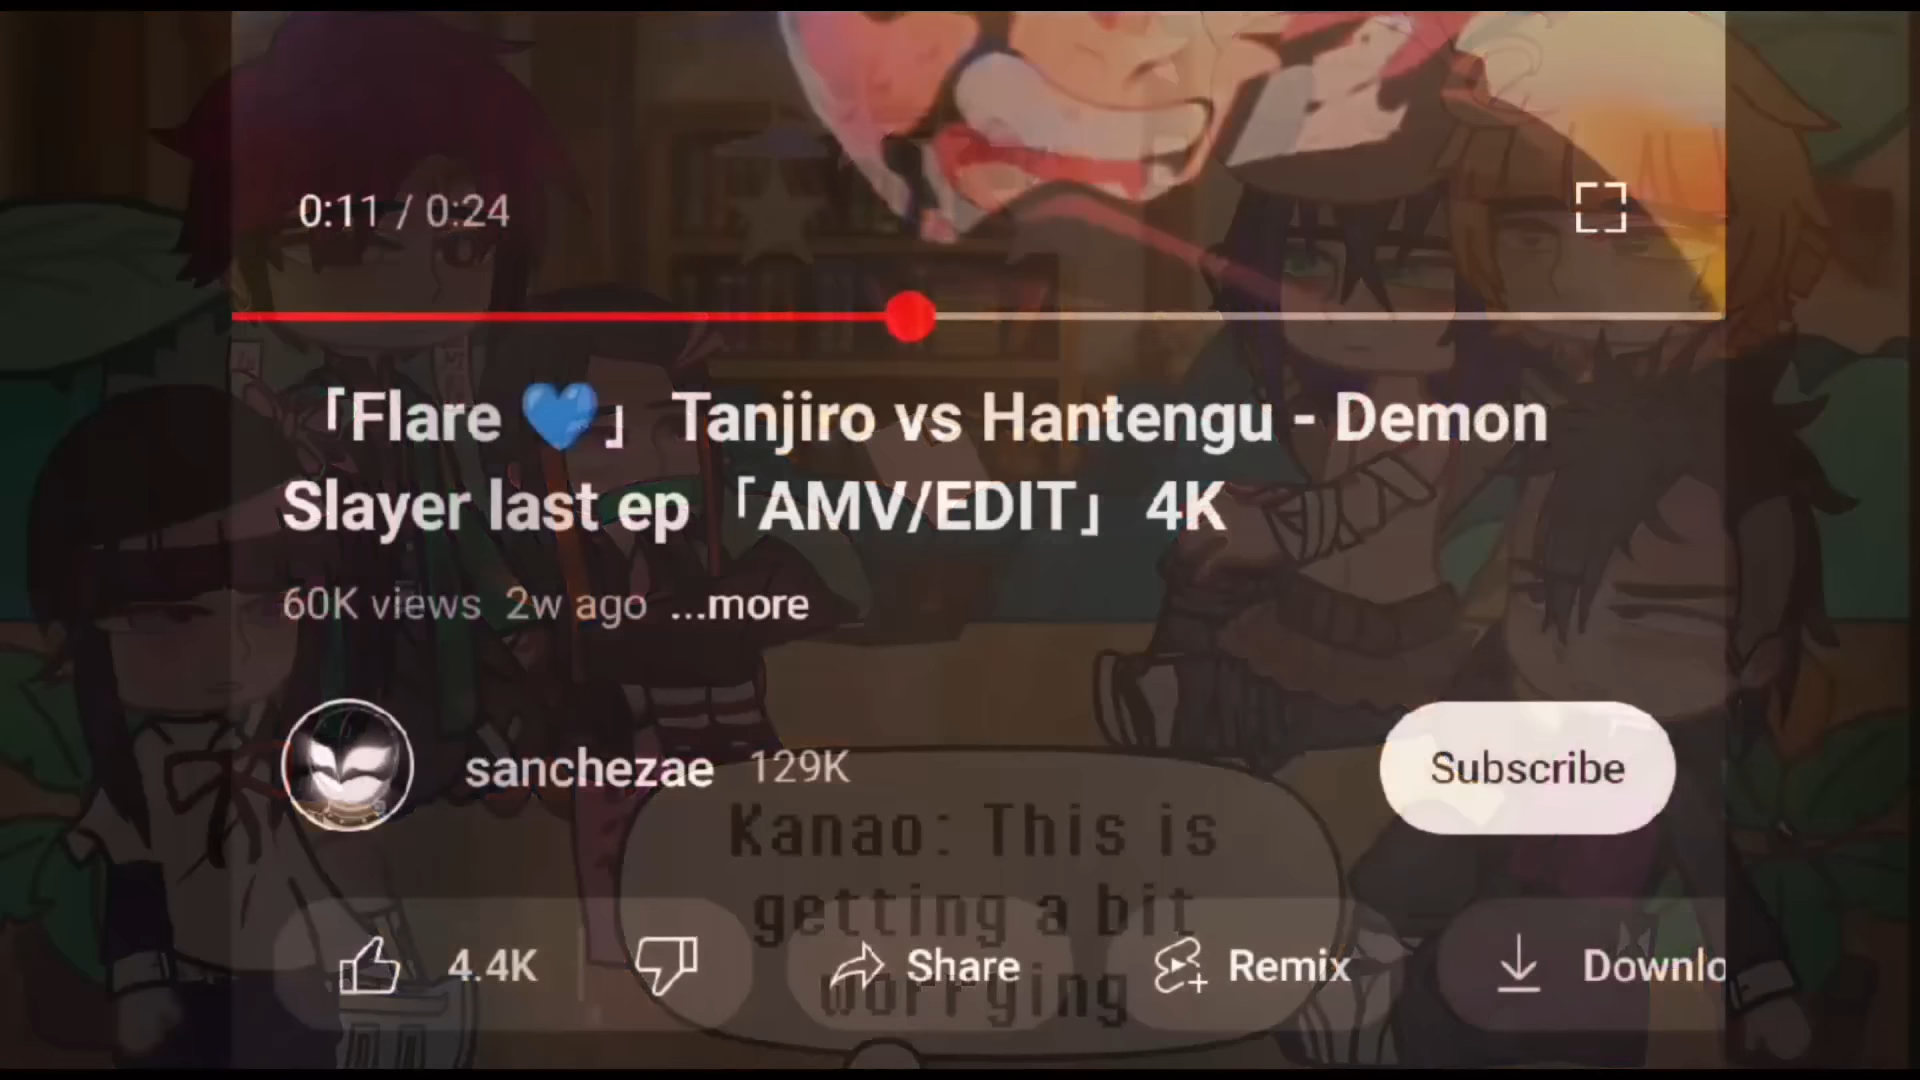 0:11 / 0:24
「Flare 💙」 Tanjiro vs Hantengu - Demon
Slayer last ep 「AMV/EDIT」 4K
60K views 2w ago ...more
sanchezae 129K
Subscribe
Kanao: This is
getting a bit
worrying
4.4K
Share
Remix
Downlo